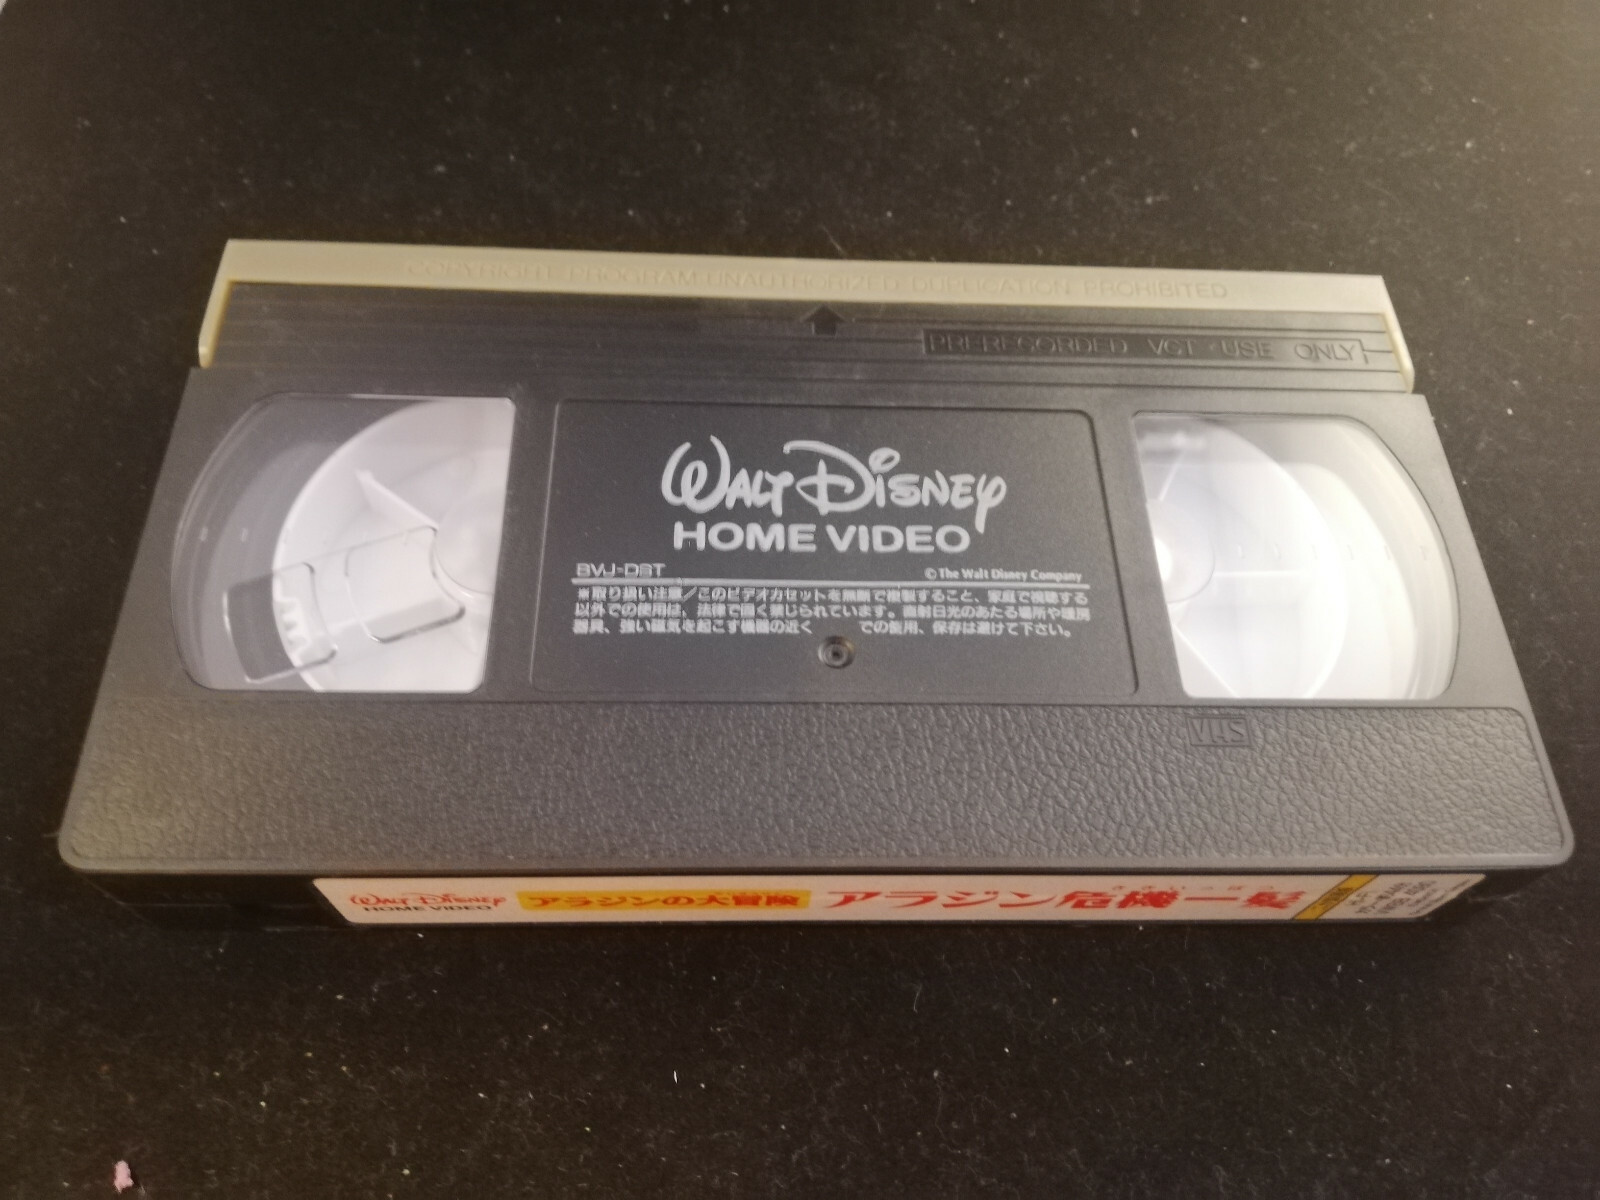 COPYRIGHT PROGRAM UNAUTHORIZED DUPLICATION PROHIBITED
PRERECORDED VCT USE ONLY
WALT DISNEY
HOME VIDEO
BVJ-DST
©The Walt Disney Company
※取り扱い注意/このビデオカセットを無断で複製すること、家庭で視聴する
以外での使用は、法律で固く禁じられています。直射日光のあたる場所や暖房
器具、強い磁気を起こす機器の近く での使用、保存は避けて下さい。
VHS
WALT DISNEY
HOME VIDEO
アラジンの大冒険
アラジン危機一髪